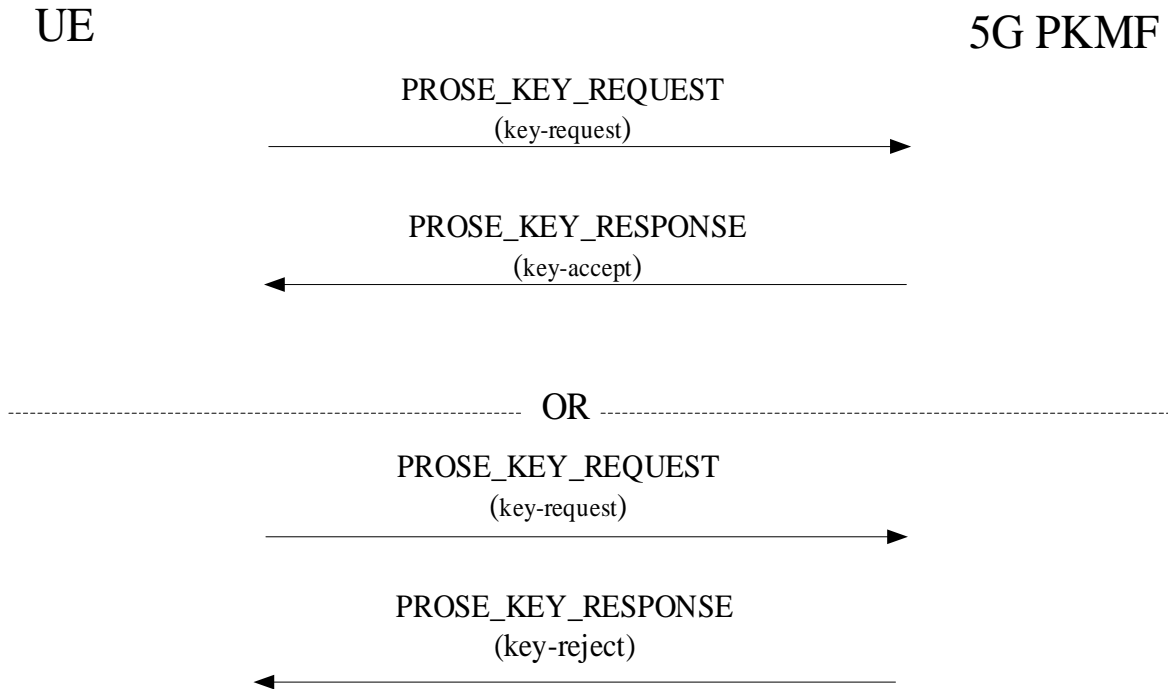 UE
5G PKMF
PROSE_KEY_REQUEST
(key-request)
PROSE_KEY_RESPONSE
(key-accept)
OR
PROSE_KEY_REQUEST
(key-request)
PROSE_KEY_RESPONSE
(key-reject)